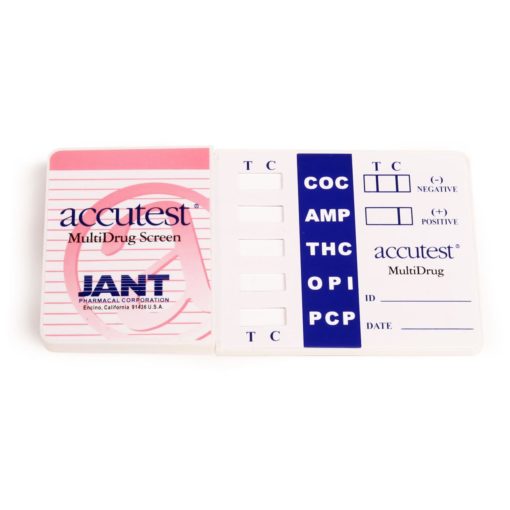 accutest®
MultiDrug-Screen
JANT
PHARMACAL CORPORATION
Encino, California 91436 U.S.A.
T C
COC
AMP
THC
OPI
PCP
T C
T C
(-)
NEGATIVE
(+)
POSITIVE
accutest®
MultiDrug
ID
DATE